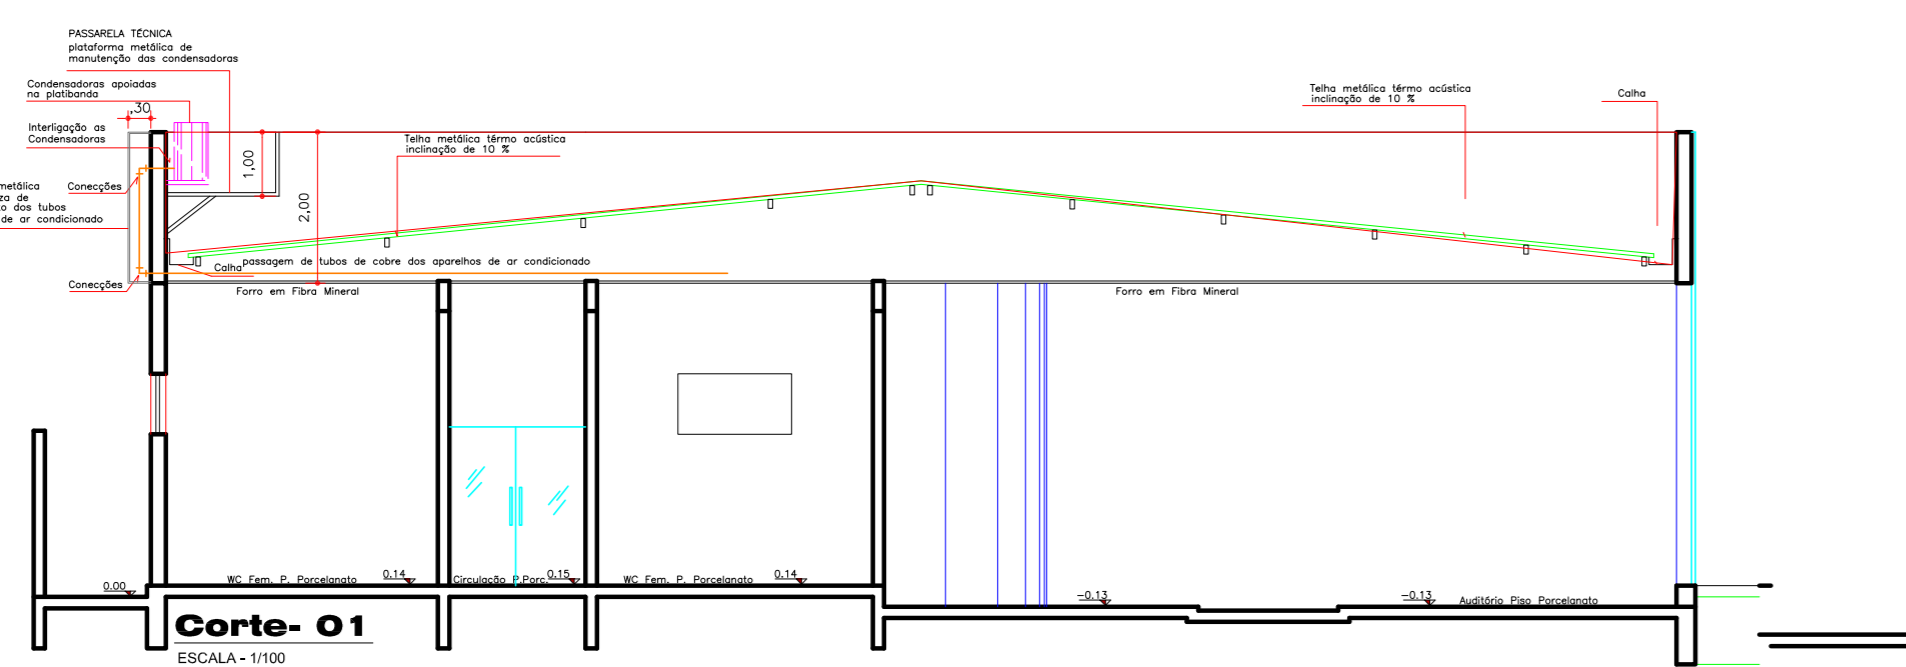 PASSARELA TÉCNICA
plataforma metálica de
manutenção das condensadoras
Condensadoras apoiadas
na platibanda
,30
Interligação as
Condensadoras
1,00
2,00
Telha metálica térmo acústica
inclinação de 10 %
Telha metálica térmo acústica
inclinação de 10 %
Calha
metálica
Conecções
de
dos tubos
de ar condicionado
Calha
passagem de tubos de cobre dos aparelhos de ar condicionado
Conecções
Forro em Fibra Mineral
Forro em Fibra Mineral
0.00
WC Fem. P. Porcelanato
0.14
Circulação P.Porc.
0.15
WC Fem. P. Porcelanato
0.14
-0.13
-0.13
Auditório Piso Porcelanato
Corte- 01
ESCALA - 1/100